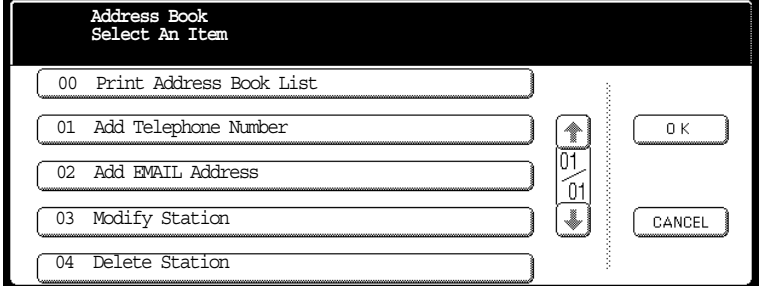 Address Book
Select An Item
00 Print Address Book List
01 Add Telephone Number
02 Add EMAIL Address
03 Modify Station
04 Delete Station
01/01
OK
CANCEL